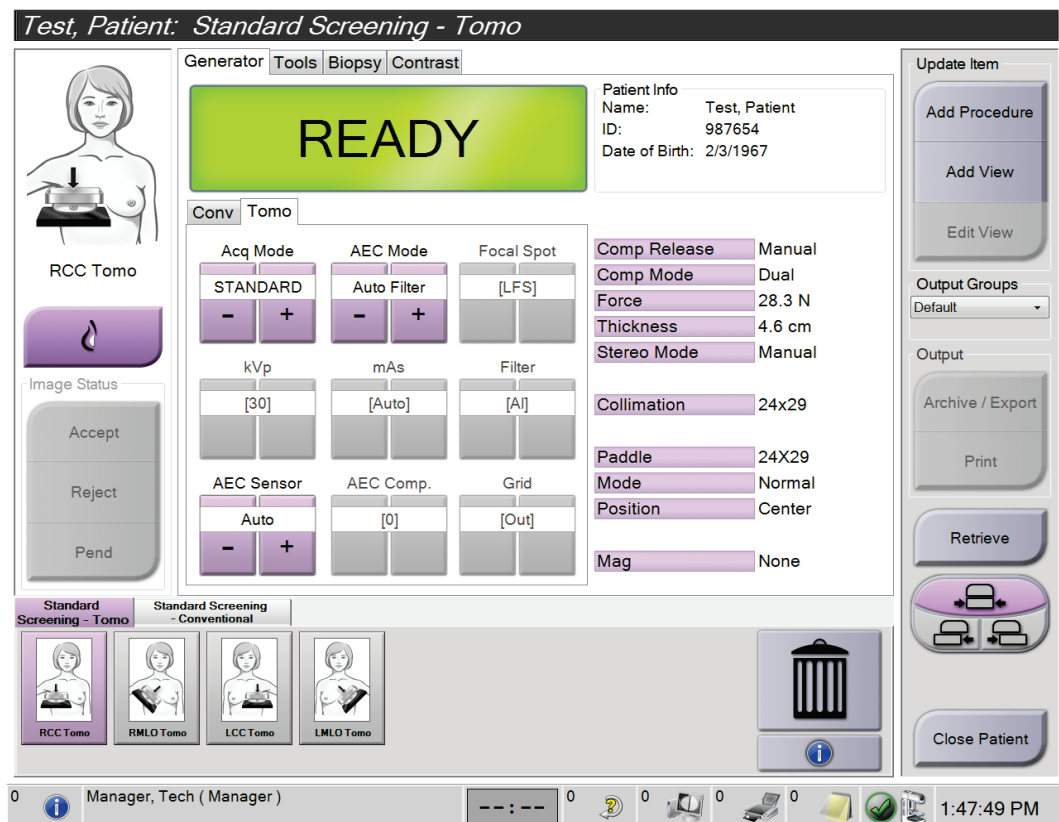 Test, Patient: Standard Screening - Tomo
Generator Tools Biopsy Contrast
READY
Patient Info
Name: Test, Patient
ID: 987654
Date of Birth: 2/3/1967
RCC Tomo
Image Status
Accept
Reject
Pend
Conv Tomo
Acq Mode AEC Mode Focal Spot
STANDARD Auto Filter [LFS]
- + - +
kVp mAs Filter
[30] [Auto] [Al]
AEC Sensor AEC Comp. Grid
Auto [0] [Out]
- +
Comp Release Manual
Comp Mode Dual
Force 28.3 N
Thickness 4.6 cm
Stereo Mode Manual
Collimation 24x29
Paddle 24X29
Mode Normal
Position Center
Mag None
Update Item
Add Procedure
Add View
Edit View
Output Groups
Default
Output
Archive / Export
Print
Retrieve
Close Patient
Standard
Screening - Tomo
Standard Screening
- Conventional
RCC Tomo RMLO Tomo LCC Tomo LMLO Tomo
0 Manager, Tech ( Manager ) --:-- 0 0 0 0 1:47:49 PM